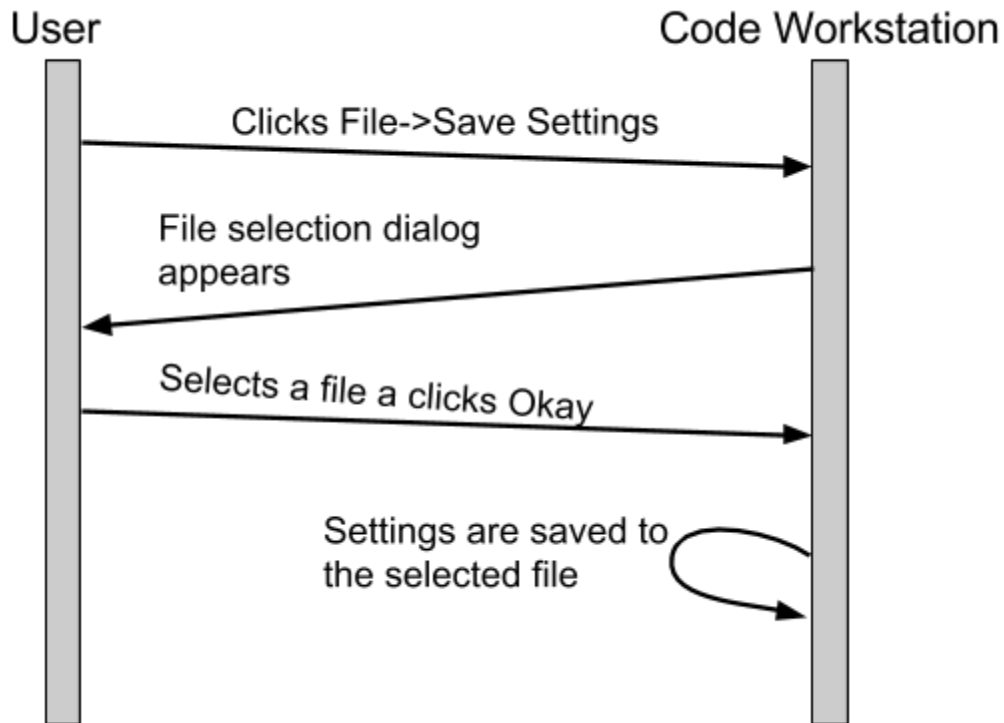 User
Code Workstation
Clicks File->Save Settings
File selection dialog
appears
Selects a file a clicks Okay
Settings are saved to
the selected file